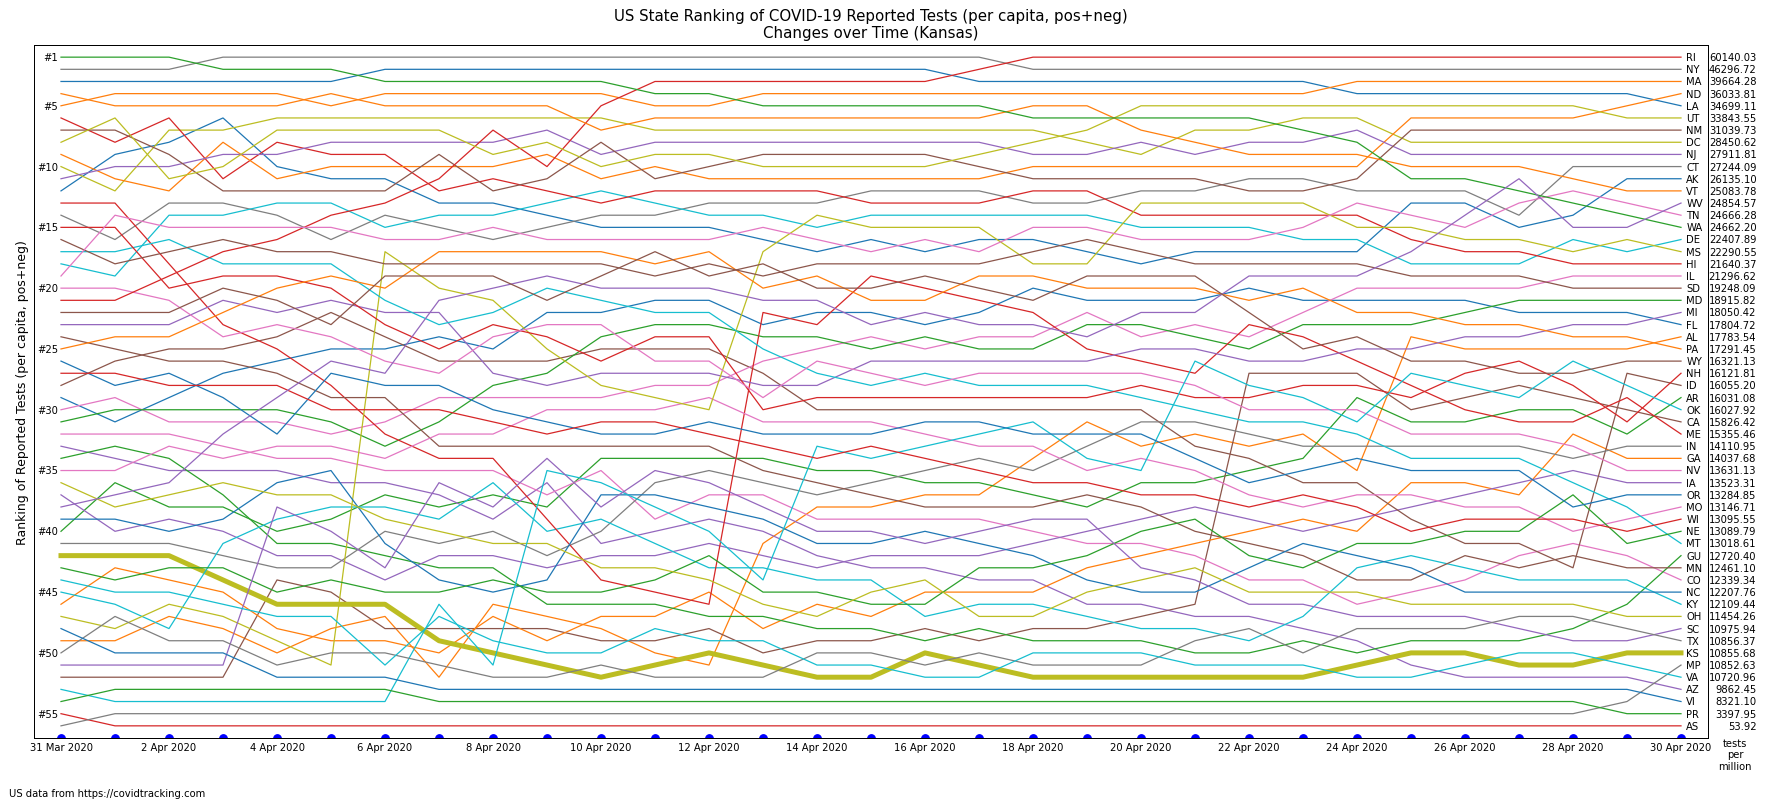 US State Ranking of COVID-19 Reported Tests (per capita, pos+neg)
Changes over Time (Kansas)
Ranking of Reported Tests (per capita, pos+neg)
#1
#5
#10
#15
#20
#25
#30
#35
#40
#45
#50
#55
RI 60140.03
NY 46296.72
MA 39664.28
ND 36033.81
LA 34699.11
UT 33843.55
NM 31039.73
DC 28450.62
NJ 27911.81
CT 27244.09
AK 26135.10
VT 25083.78
WV 24854.57
TN 24666.28
WA 24662.20
DE 22407.89
MS 22290.55
HI 21640.37
IL 21296.62
SD 19248.09
MD 18915.82
MI 18050.42
FL 17804.72
AL 17783.54
PA 17291.45
WY 16321.13
NH 16121.81
ID 16055.20
AR 16031.08
OK 16027.92
CA 15826.42
ME 15355.46
IN 14110.95
GA 14037.68
NV 13631.13
IA 13523.31
OR 13284.85
MO 13146.71
WI 13095.55
NE 13089.79
MT 13018.61
GU 12720.40
MN 12461.10
CO 12339.34
NC 12207.76
KY 12109.44
OH 11454.26
SC 10975.94
TX 10856.37
KS 10855.68
MP 10852.63
VA 10720.96
AZ 9862.45
VI 8321.10
PR 3397.95
AS 53.92
31 Mar 2020 2 Apr 2020 4 Apr 2020 6 Apr 2020 8 Apr 2020 10 Apr 2020 12 Apr 2020 14 Apr 2020 16 Apr 2020 18 Apr 2020 20 Apr 2020 22 Apr 2020 24 Apr 2020 26 Apr 2020 28 Apr 2020 30 Apr 2020
tests
per
million
US data from https://covidtracking.com